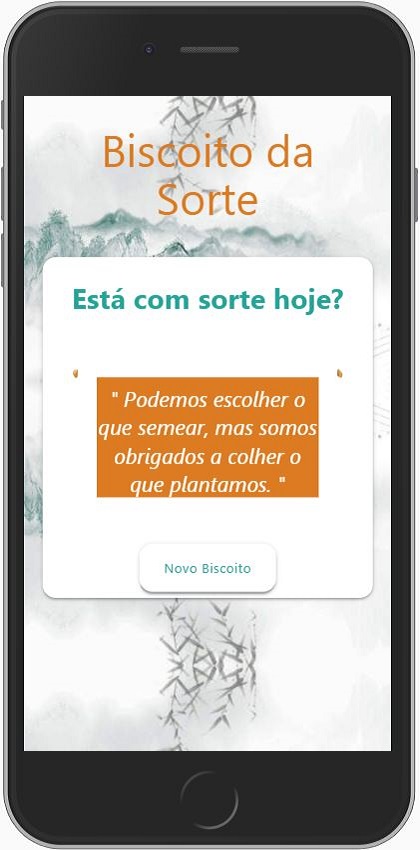 Biscoito da
Sorte
Está com sorte hoje?
" Podemos escolher o
que semear, mas somos
obrigados a colher o
que plantamos. "
Novo Biscoito